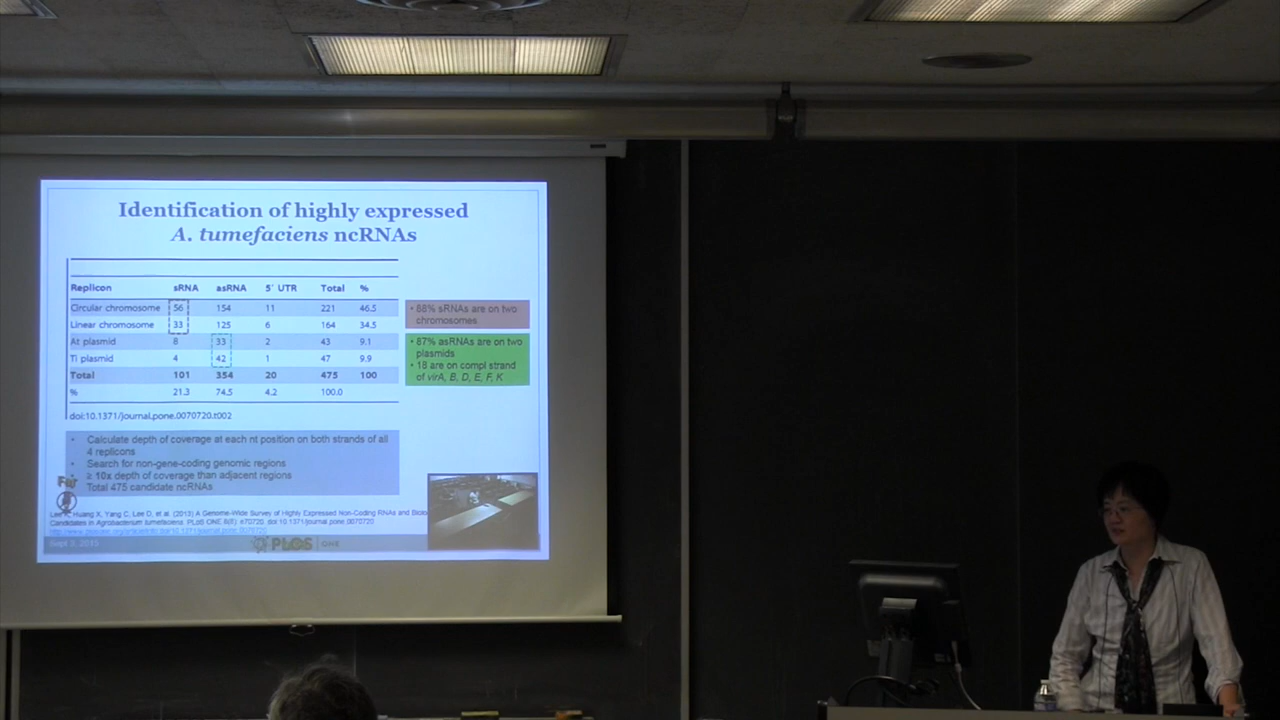 Identification of highly expressed
A. tumefaciens ncRNAs
Replicon sRNA asRNA 5' UTR Total %
Circular chromosome 56 154 11 221 46.5
Linear chromosome 33 125 6 164 34.5
At plasmid 8 33 2 43 9.1
Ti plasmid 4 42 1 47 9.9
Total 101 354 20 475 100
% 21.3 74.5 4.2 100.0
doi:10.1371/journal.pone.0070720.t002
• 88% sRNAs are on two
chromosomes
• 87% asRNAs are on two
plasmids
• 18 are on compl strand
of virA, B, D, E, F, K
• Calculate depth of coverage at each nt position on both strands of all
4 replicons
• Search for non-gene-coding genomic regions
• ≥ 10x depth of coverage than adjacent regions
Total 475 candidate ncRNAs
Huang X, Yang C, Lee D, et al. (2013) A Genome-Wide Survey of Highly Expressed Non-Coding RNAs and
Candidates in Agrobacterium tumefaciens. PLoS ONE 8(8): e70720. doi:10.1371/journal.pone.0070720
PLOS ONE